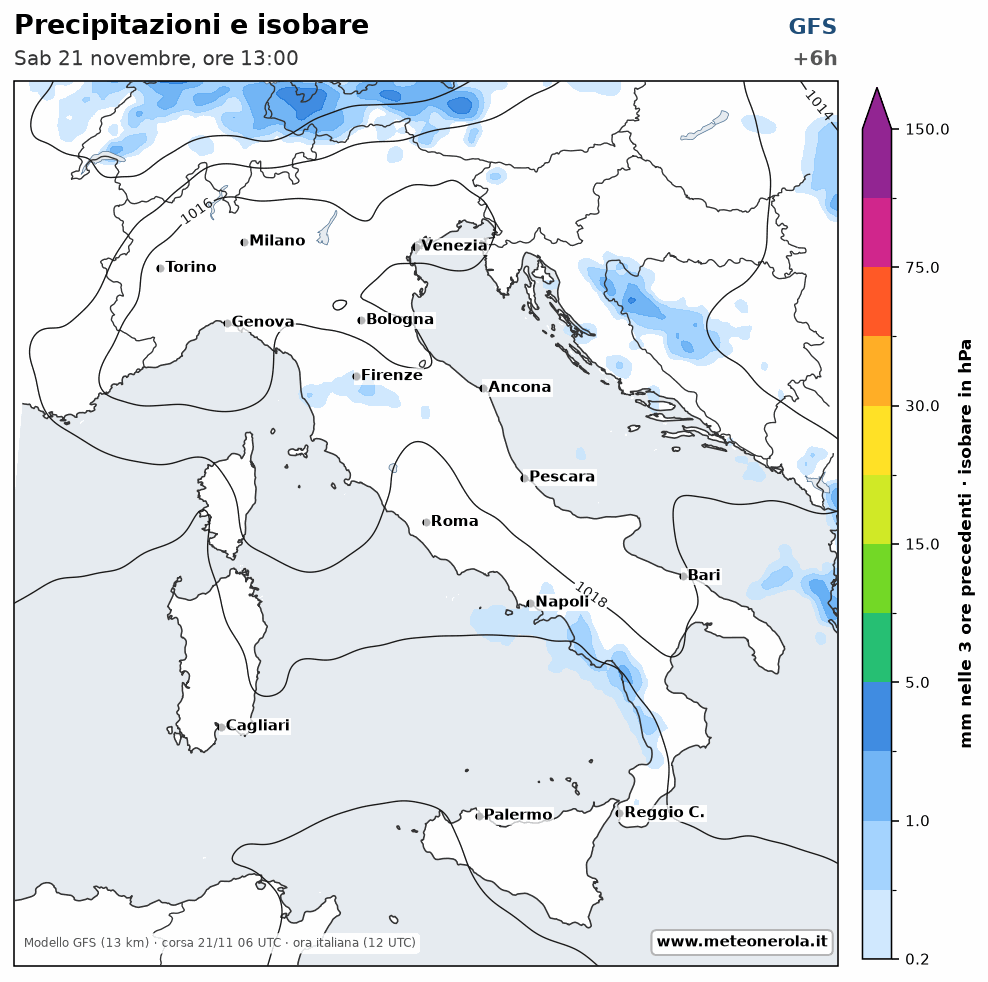 Precipitazioni e isobare
GFS
Sab 21 novembre, ore 13:00
+6h
1014
150.0
1016
Milano
Venezia
Torino
75.0
Genova
Bologna
Firenze
Ancona
30.0
Pescara
Roma
15.0
Bari
1018
Napoli
5.0
Cagliari
Palermo
Reggio C.
1.0
mm nelle 3 ore precedenti · isobare in hPa
Modello GFS (13 km) · corsa 21/11 06 UTC · ora italiana (12 UTC)
www.meteonerola.it
0.2